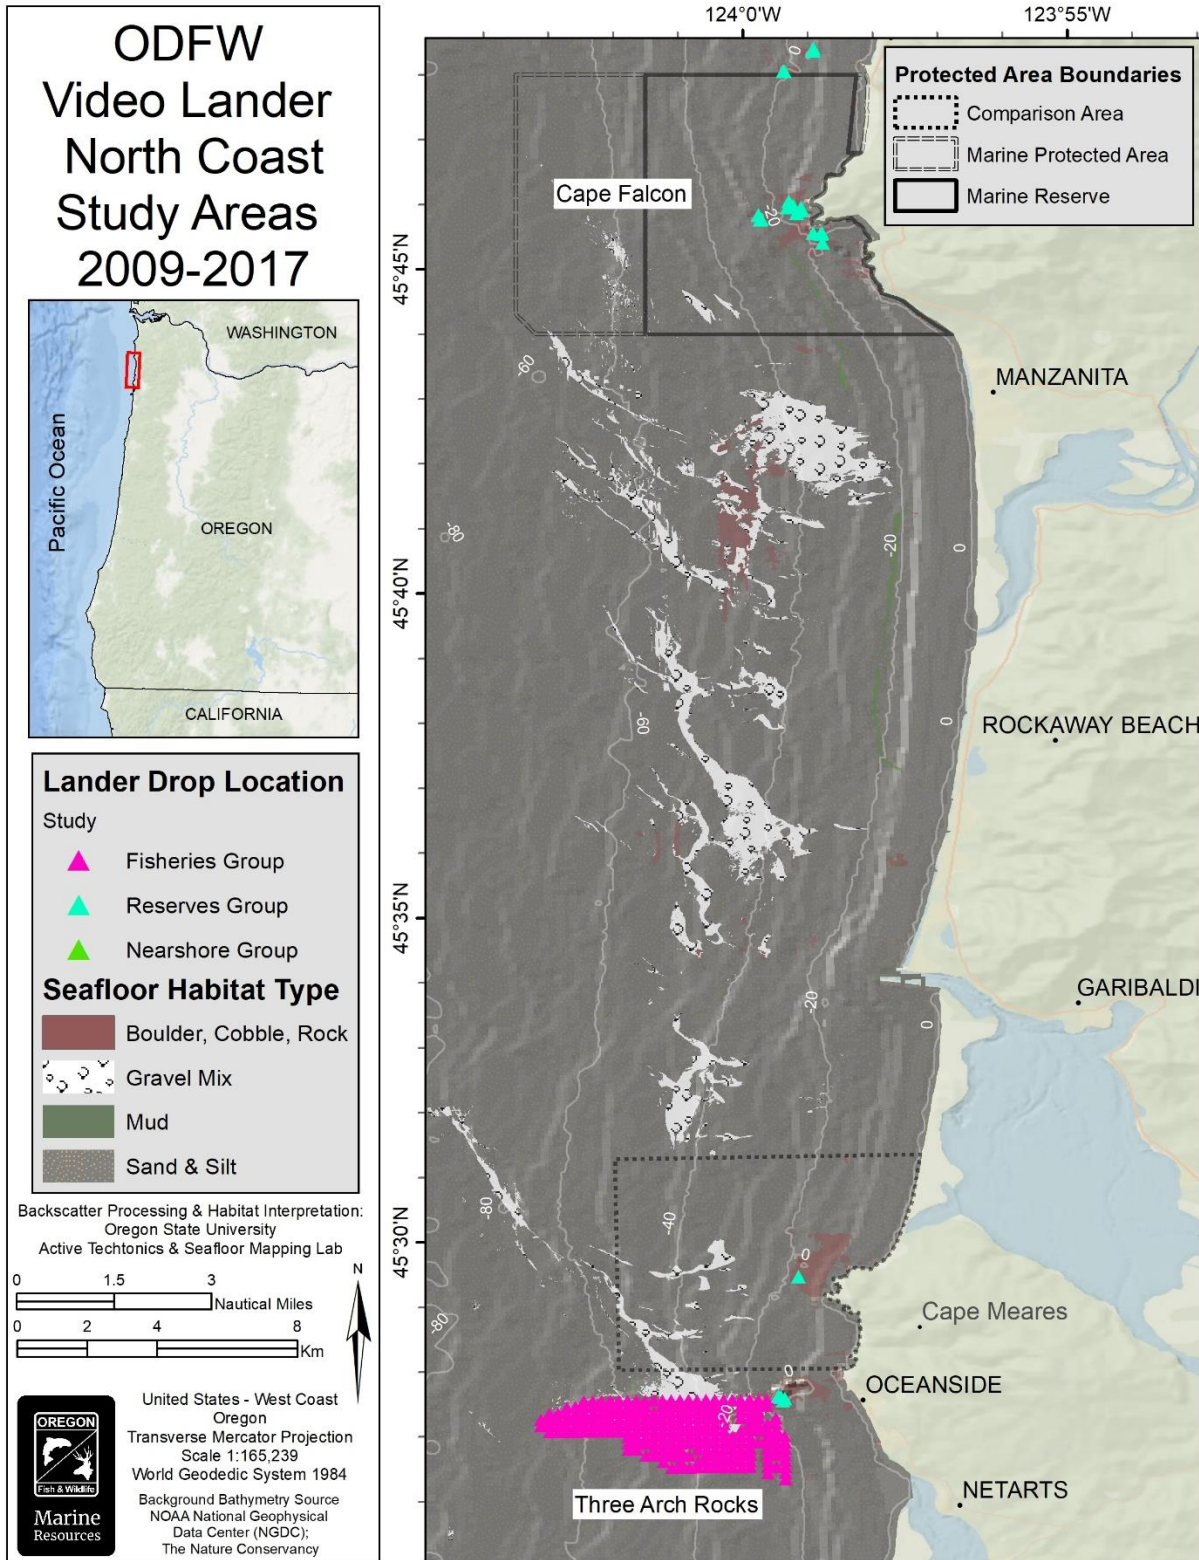 ODFW
Video Lander
North Coast
Study Areas
2009-2017
WASHINGTON
Pacific Ocean
OREGON
CALIFORNIA
Lander Drop Location
Study
Fisheries Group
Reserves Group
Nearshore Group
Seafloor Habitat Type
Boulder, Cobble, Rock
Gravel Mix
Mud
Sand & Silt
Backscatter Processing & Habitat Interpretation:
Oregon State University
Active Techtonics & Seafloor Mapping Lab
0 1.5 3
Nautical Miles
0 2 4 8
Km
N
OREGON
Fish & Wildlife
Marine
Resources
United States - West Coast
Oregon
Transverse Mercator Projection
Scale 1:165,239
World Geodedic System 1984
Background Bathymetry Source
NOAA National Geophysical
Data Center (NGDC);
The Nature Conservancy
124°0'W 123°55'W
Protected Area Boundaries
Comparison Area
Marine Protected Area
Marine Reserve
0
Cape Falcon
-20
45°45'N
-60
MANZANITA
-80
-20
0
45°40'N
-60
0
ROCKAWAY BEACH
45°35'N
-20
0
GARIBALDI
-80
-40
45°30'N
0
-80
Cape Meares
0
OCEANSIDE
-20
Three Arch Rocks
NETARTS